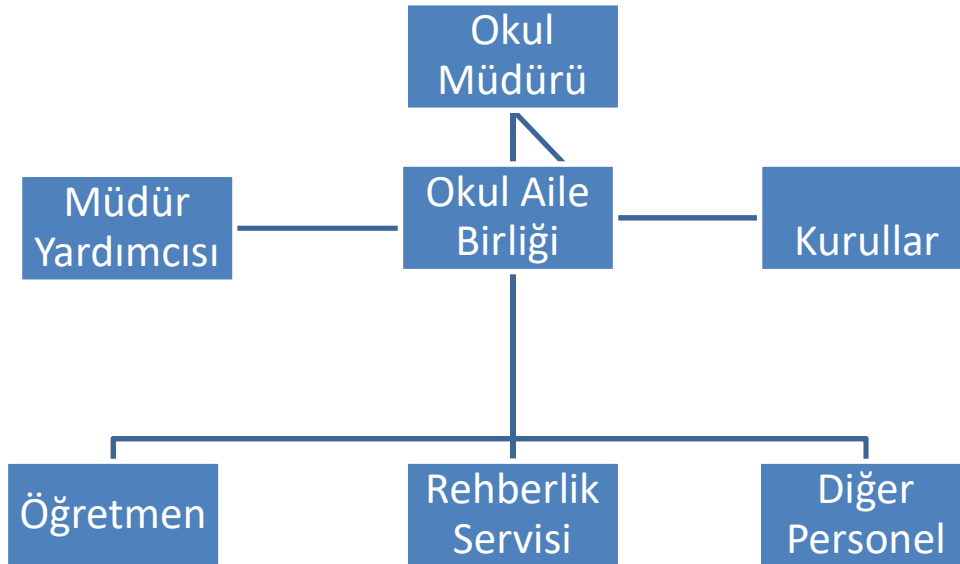 Okul
Müdürü
Müdür
Yardımcısı
Okul Aile
Birliği
Kurullar
Öğretmen
Rehberlik
Servisi
Diğer
Personel